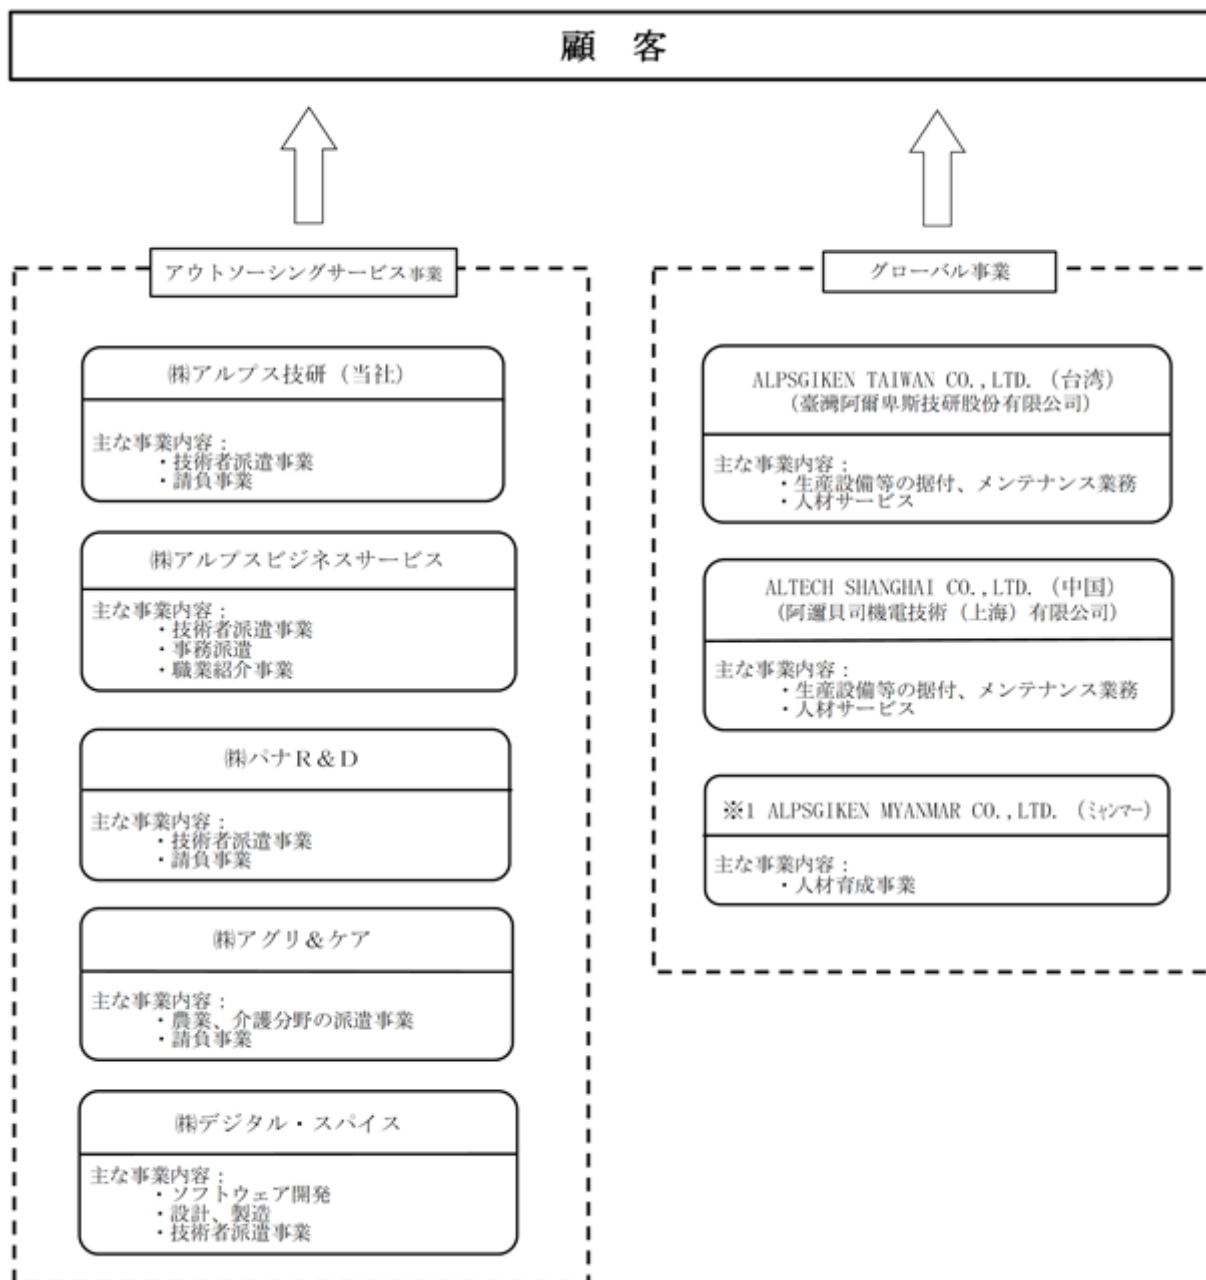 顧 客
アウトソーシングサービス事業
㈱アルプス技研（当社）
主な事業内容：
・技術者派遣事業
・請負事業
㈱アルプスビジネスサービス
主な事業内容：
・技術者派遣事業
・事務派遣
・職業紹介事業
㈱パナR＆D
主な事業内容：
・技術者派遣事業
・請負事業
㈱アグリ＆ケア
主な事業内容：
・農業、介護分野の派遣事業
・請負事業
㈱デジタル・スパイス
主な事業内容：
・ソフトウェア開発
・設計、製造
・技術者派遣事業
グローバル事業
ALPSGIKEN TAIWAN CO.,LTD.（台湾）
（臺灣阿爾卑斯技研股份有限公司）
主な事業内容：
・生産設備等の据付、メンテナンス業務
・人材サービス
ALTECH SHANGHAI CO.,LTD.（中国）
（阿邇貝司機電技術（上海）有限公司）
主な事業内容：
・生産設備等の据付、メンテナンス業務
・人材サービス
※1 ALPSGIKEN MYANMAR CO.,LTD.（ﾐｬﾝﾏｰ）
主な事業内容：
・人材育成事業